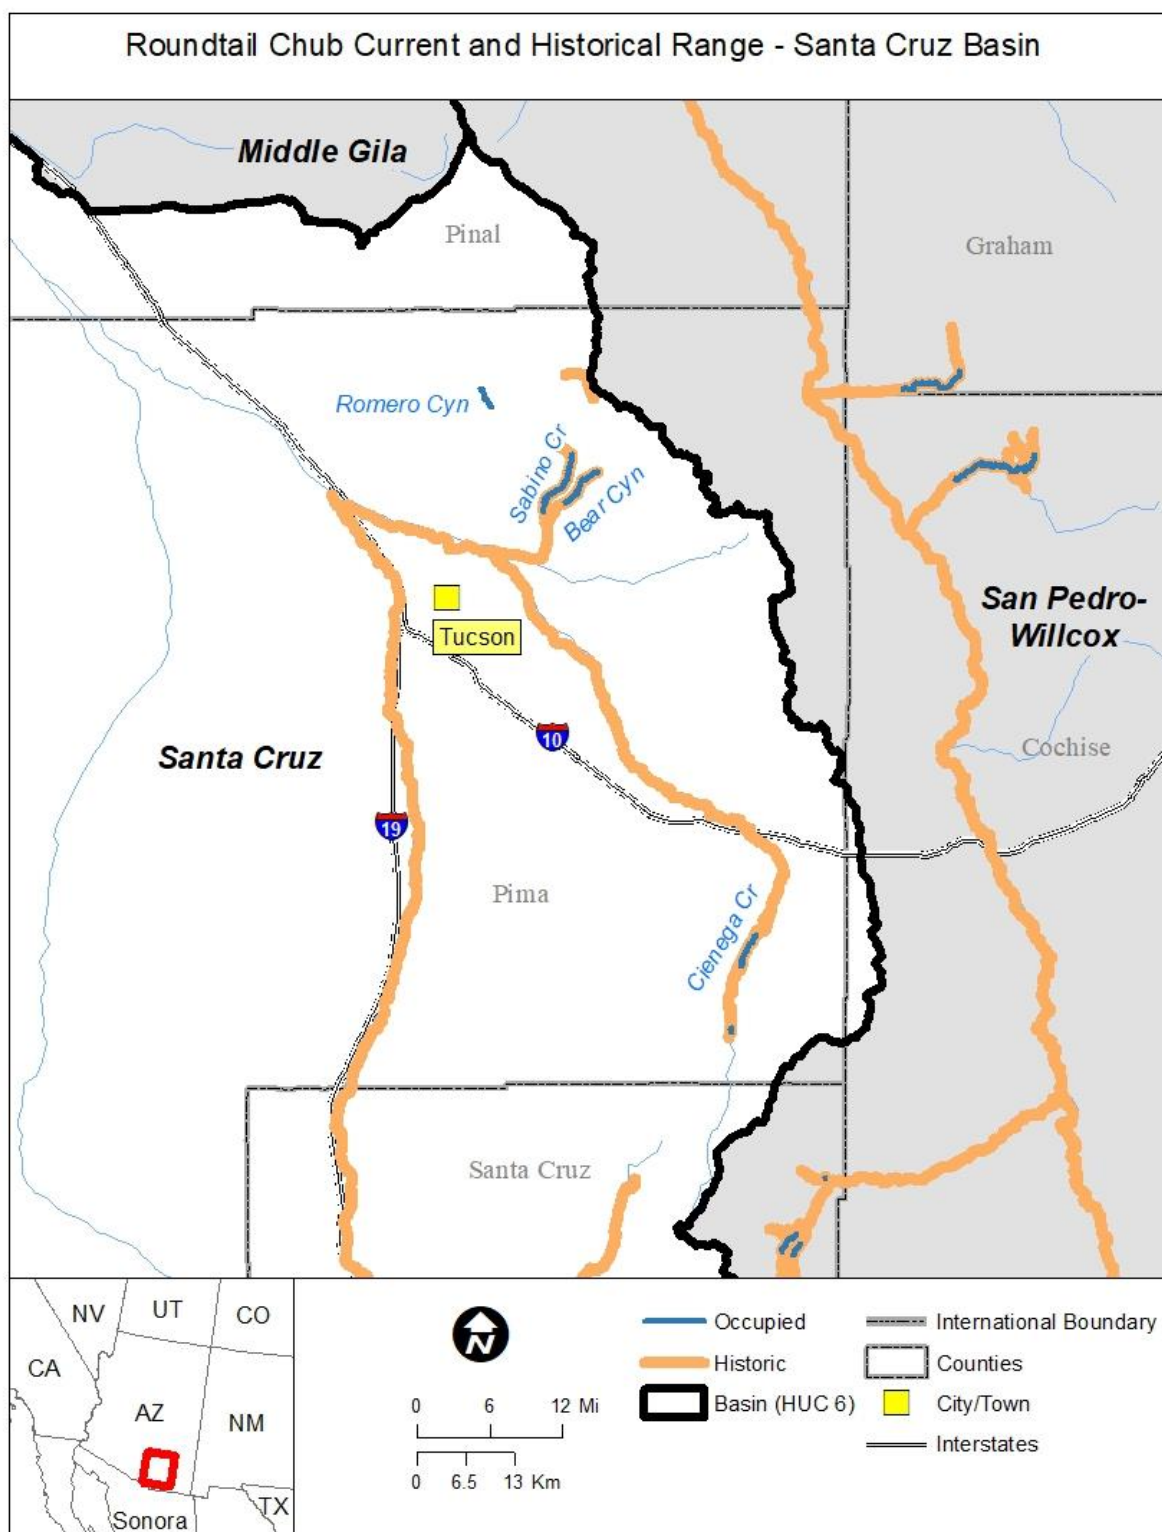 Roundtail Chub Current and Historical Range - Santa Cruz Basin
Middle Gila
Pinal
Graham
Romero Cyn
Sabino Cr
Bear Cyn
San Pedro-
Willcox
Tucson
10
Santa Cruz
Cochise
19
Pima
Cienega Cr
Santa Cruz
NV
UT
CO
CA
AZ
NM
TX
Sonora
N
0 6 12 Mi
0 6.5 13 Km
Occupied
Historic
Basin (HUC 6)
International Boundary
Counties
City/Town
Interstates